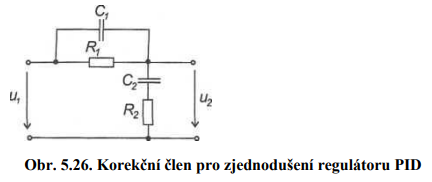 C₁
R₁
C₂
u₁
R₂
u₂
Obr. 5.26. Korekční člen pro zjednodušení regulátoru PID